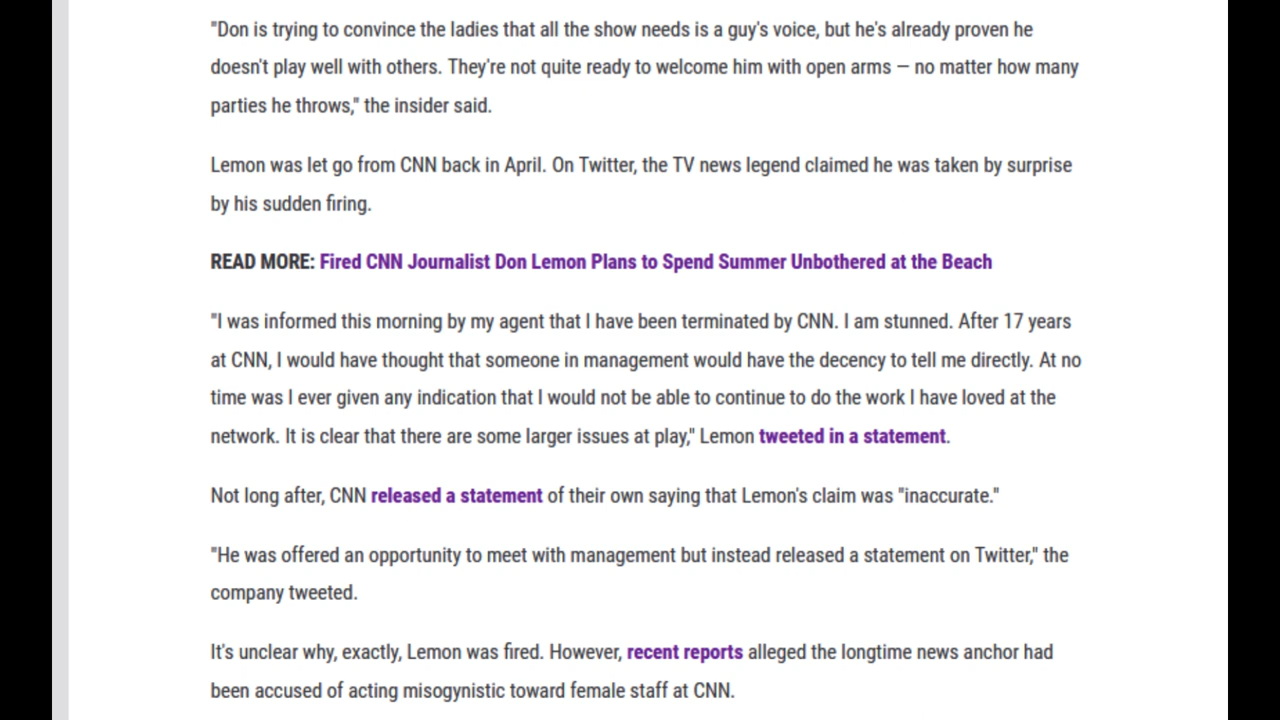 "Don is trying to convince the ladies that all the show needs is a guy's voice, but he's already proven he
doesn't play well with others. They're not quite ready to welcome him with open arms — no matter how many
parties he throws," the insider said.
Lemon was let go from CNN back in April. On Twitter, the TV news legend claimed he was taken by surprise
by his sudden firing.
READ MORE: Fired CNN Journalist Don Lemon Plans to Spend Summer Unbothered at the Beach
"I was informed this morning by my agent that I have been terminated by CNN. I am stunned. After 17 years
at CNN, I would have thought that someone in management would have the decency to tell me directly. At no
time was I ever given any indication that I would not be able to continue to do the work I have loved at the
network. It is clear that there are some larger issues at play," Lemon tweeted in a statement.
Not long after, CNN released a statement of their own saying that Lemon's claim was "inaccurate."
"He was offered an opportunity to meet with management but instead released a statement on Twitter," the
company tweeted.
It's unclear why, exactly, Lemon was fired. However, recent reports alleged the longtime news anchor had
been accused of acting misogynistic toward female staff at CNN.